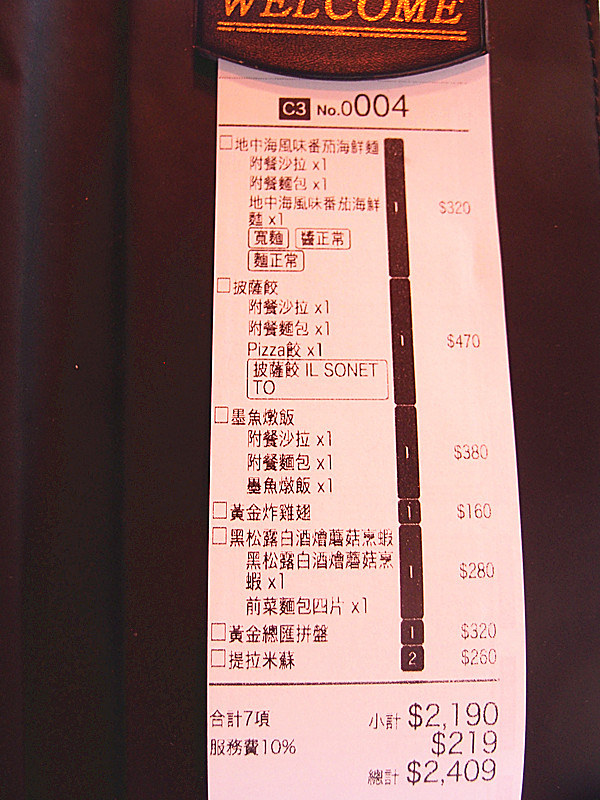 WELCOME
C3 No.0004
□地中海風味番茄海鮮麵 1 $320
附餐沙拉 x1
附餐麵包 x1
地中海風味番茄海鮮
麵 x1
寬麵 醬正常
麵正常
□披薩餃 1 $470
附餐沙拉 x1
附餐麵包 x1
Pizza餃 x1
披薩餃 IL SONET
TO
□墨魚燉飯 1 $380
附餐沙拉 x1
附餐麵包 x1
墨魚燉飯 x1
□黃金炸雞翅 1 $160
□黑松露白酒燴蘑菇烹蝦 1 $280
黑松露白酒燴蘑菇烹
蝦 x1
前菜麵包四片 x1
□黃金總匯拼盤 1 $320
□提拉米蘇 2 $260
合計7項 小計 $2,190
服務費10% $219
總計 $2,409